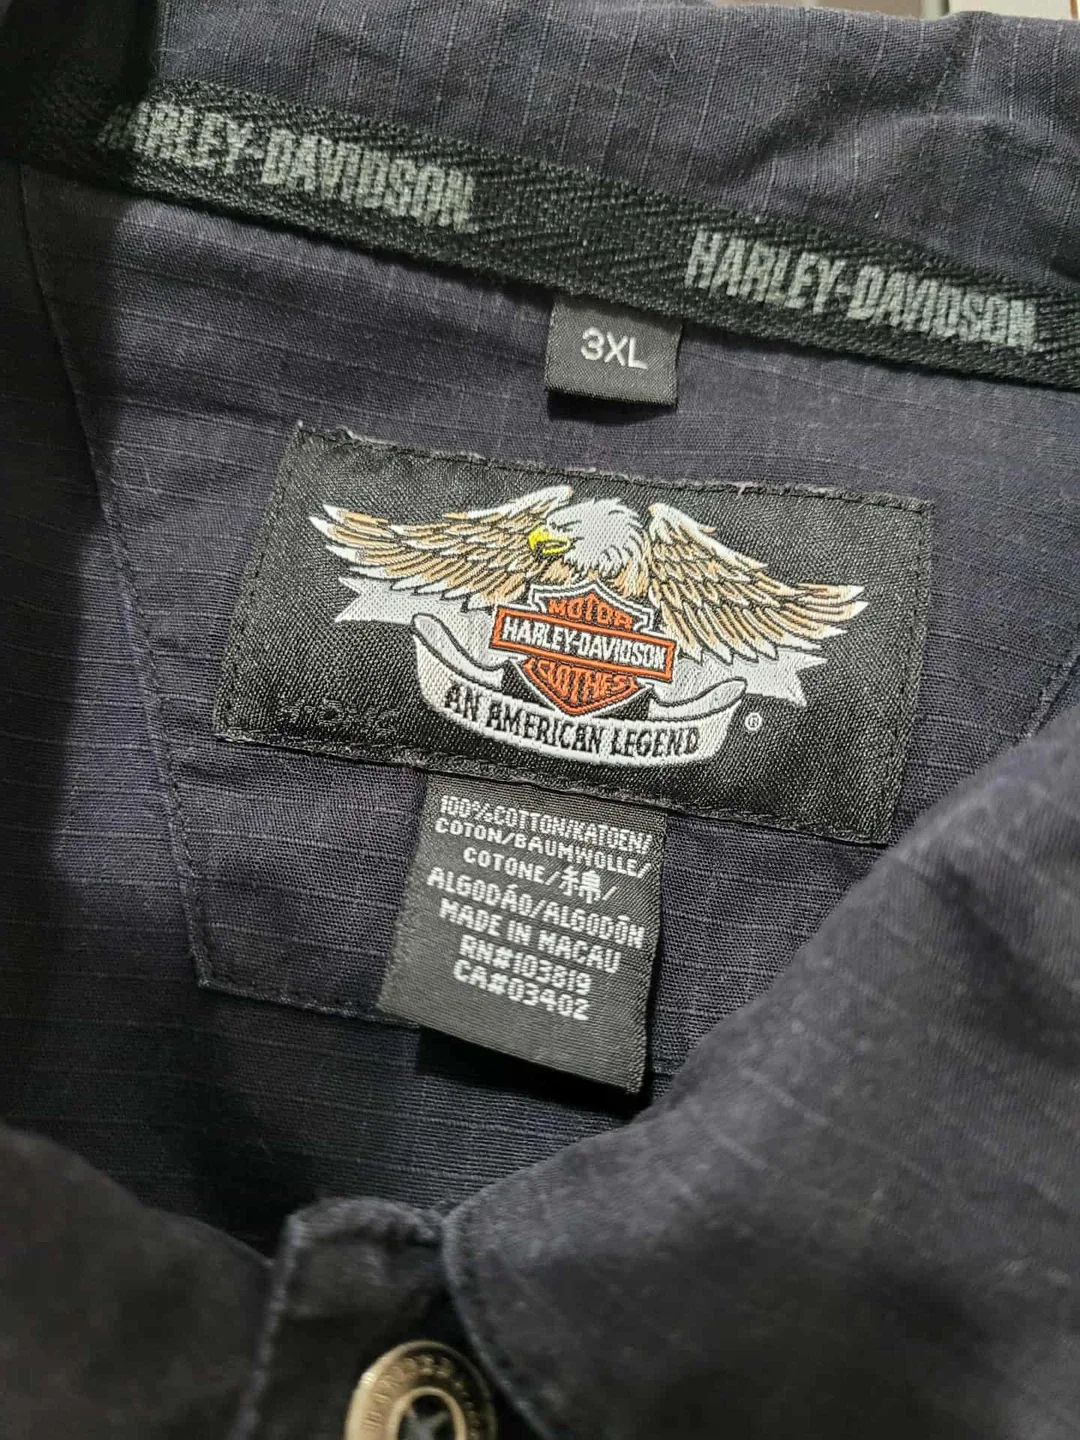 HARLEY-DAVIDSON
HARLEY-DAVIDSON
3XL
MOTOR
HARLEY-DAVIDSON
CLOTHES
AN AMERICAN LEGEND
®
100%COTTON/KATOEN/
COTON/BAUMWOLLE/
COTONE/綿/
ALGODÁO/ALGODÓN
MADE IN MACAU
RN#103819
CA#03402